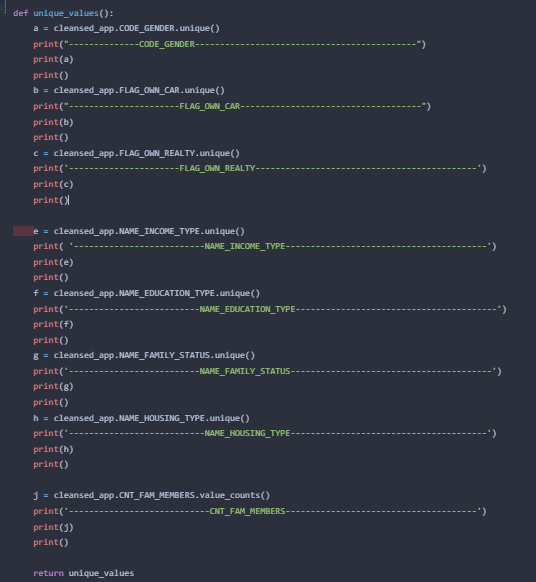 def unique_values():
    a = cleansed_app.CODE_GENDER.unique()
    print("--------------CODE_GENDER--------------------------------------------")
    print(a)
    print()
    b = cleansed_app.FLAG_OWN_CAR.unique()
    print("----------------------FLAG_OWN_CAR------------------------------------")
    print(b)
    print()
    c = cleansed_app.FLAG_OWN_REALTY.unique()
    print('----------------------FLAG_OWN_REALTY--------------------------------------------')
    print(c)
    print()

    e = cleansed_app.NAME_INCOME_TYPE.unique()
    print( '--------------------------NAME_INCOME_TYPE----------------------------------------')
    print(e)
    print()
    f = cleansed_app.NAME_EDUCATION_TYPE.unique()
    print('--------------------------NAME_EDUCATION_TYPE----------------------------------------')
    print(f)
    print()
    g = cleansed_app.NAME_FAMILY_STATUS.unique()
    print('--------------------------NAME_FAMILY_STATUS----------------------------------------')
    print(g)
    print()
    h = cleansed_app.NAME_HOUSING_TYPE.unique()
    print('---------------------------NAME_HOUSING_TYPE---------------------------------------')
    print(h)
    print()

    j = cleansed_app.CNT_FAM_MEMBERS.value_counts()
    print('----------------------------CNT_FAM_MEMBERS--------------------------------------')
    print(j)
    print()

    return unique_values